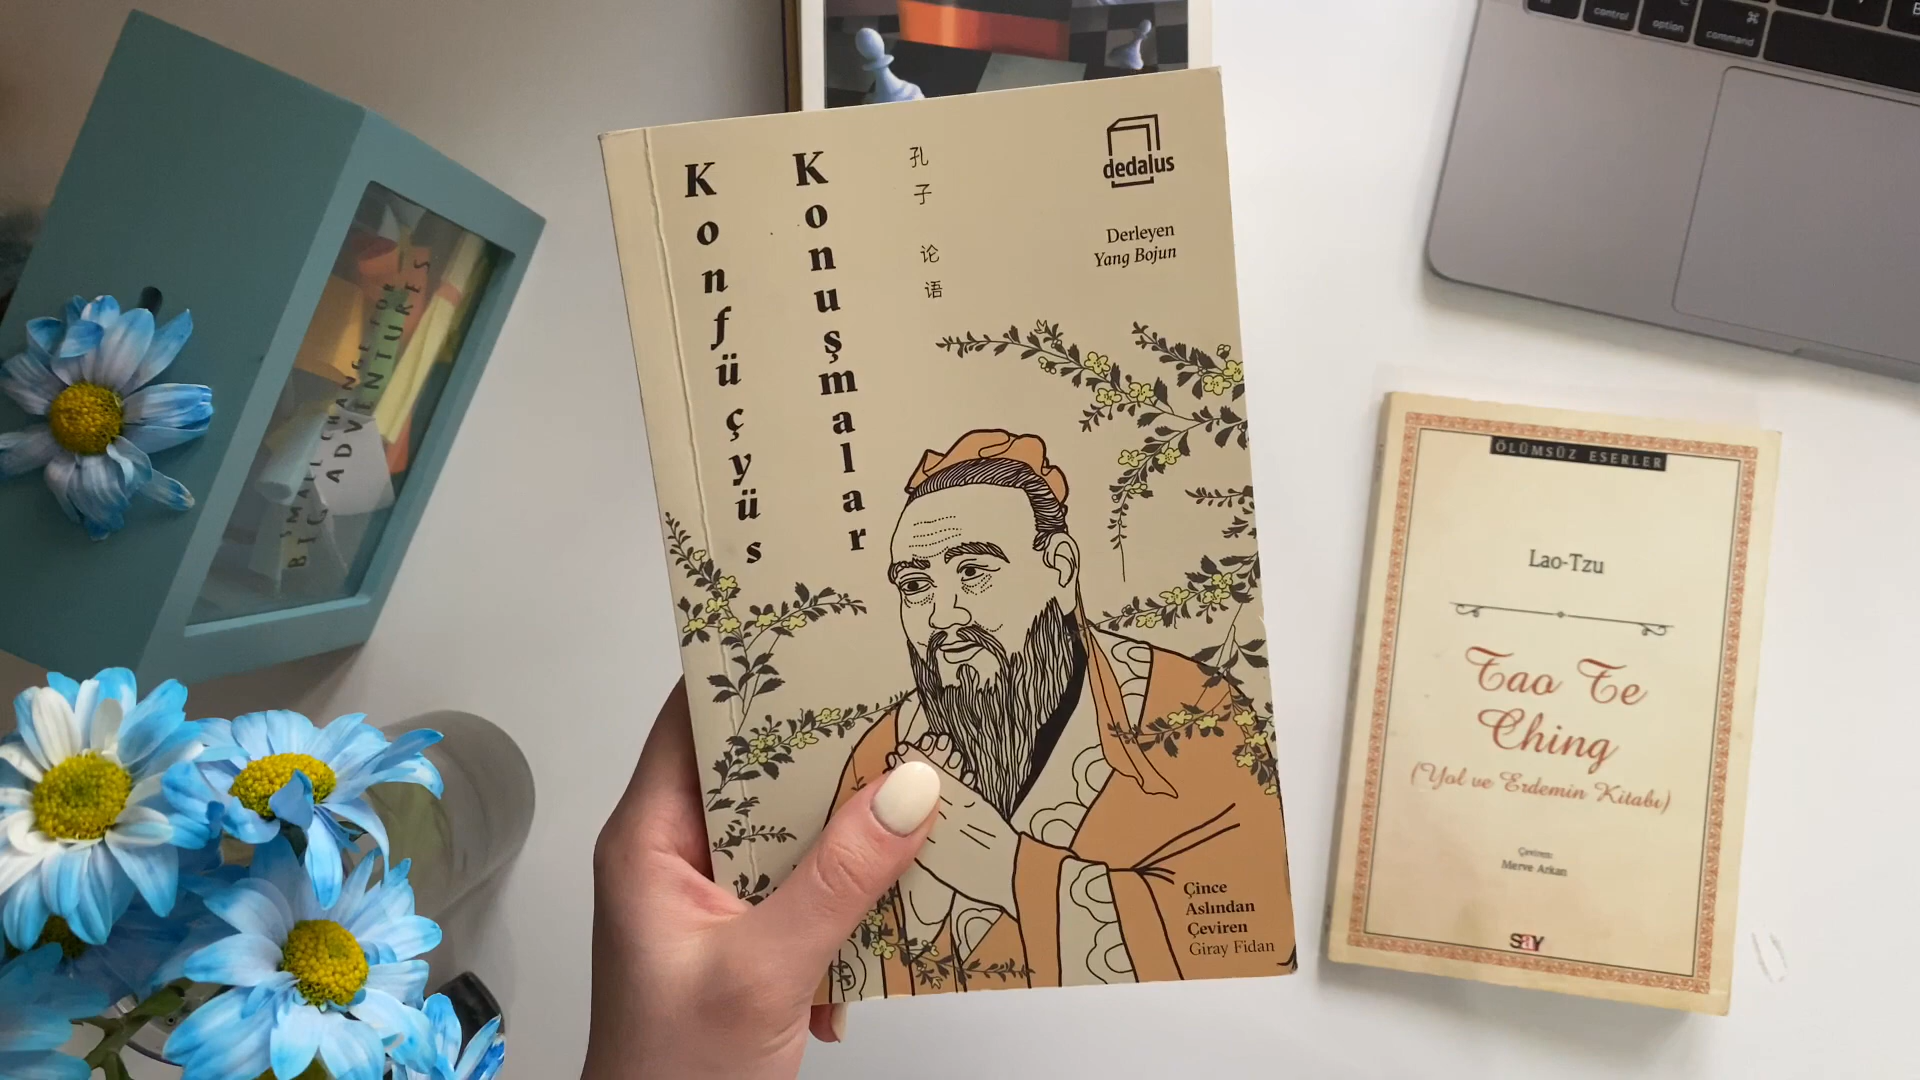 Konfüçyüs
Konuşmalar
孔子 论语
dedalus
Derleyen
Yang Bojun
Çince
Aslından
Çeviren
Giray Fidan
ÖLÜMSÜZ ESERLER
Lao-Tzu
Tao Te
Ching
(Yol ve Erdemin Kitabı)
Çeviren:
Merve Arkan
SAY
SMALL CHANGE FOR
BIG ADVENTURES
control
option
⌘
command